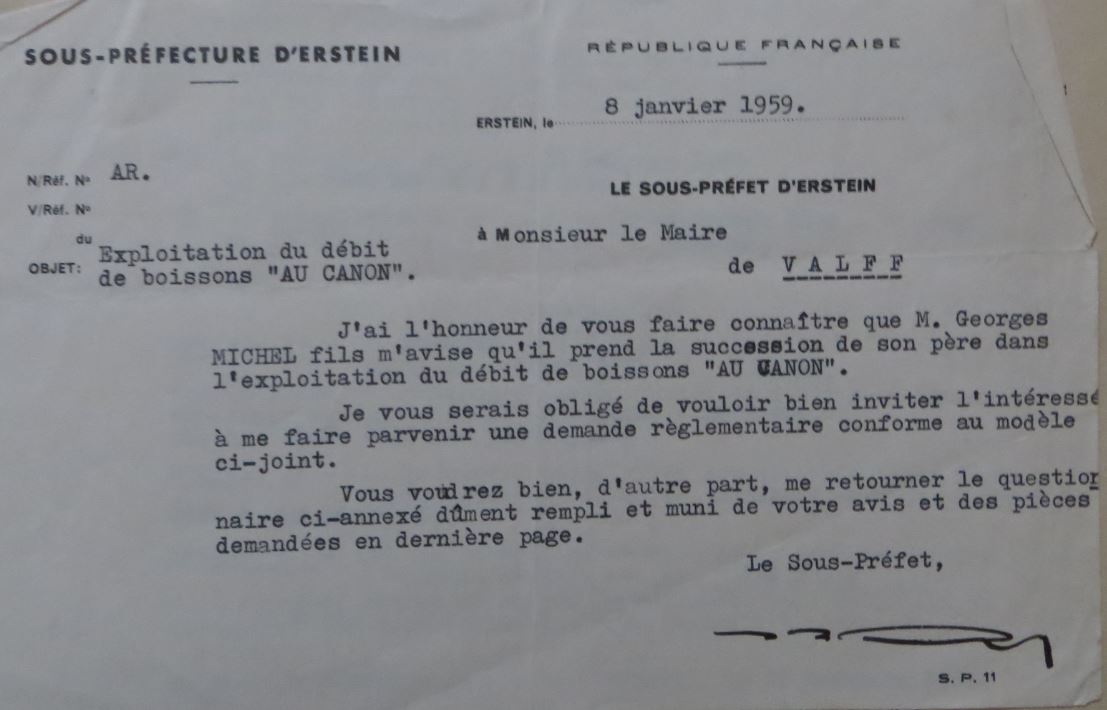 SOUS-PRÉFECTURE D'ERSTEIN
RÉPUBLIQUE FRANÇAISE
ERSTEIN, le 8 janvier 1959.
N/Réf. Nº AR.
V/Réf. Nº
du
OBJET: Exploitation du débit
de boissons "AU CANON".
LE SOUS-PRÉFET D'ERSTEIN
à Monsieur le Maire
de VALFF
J'ai l'honneur de vous faire connaître que M. Georges
MICHEL fils m'avise qu'il prend la succession de son père dans
l'exploitation du débit de boissons "AU CANON".
Je vous serais obligé de vouloir bien inviter l'intéressé
à me faire parvenir une demande règlementaire conforme au modèle
ci-joint.
Vous voudrez bien, d'autre part, me retourner le question
naire ci-annexé dûment rempli et muni de votre avis et des pièces
demandées en dernière page.
Le Sous-Préfet,
S. P. 11